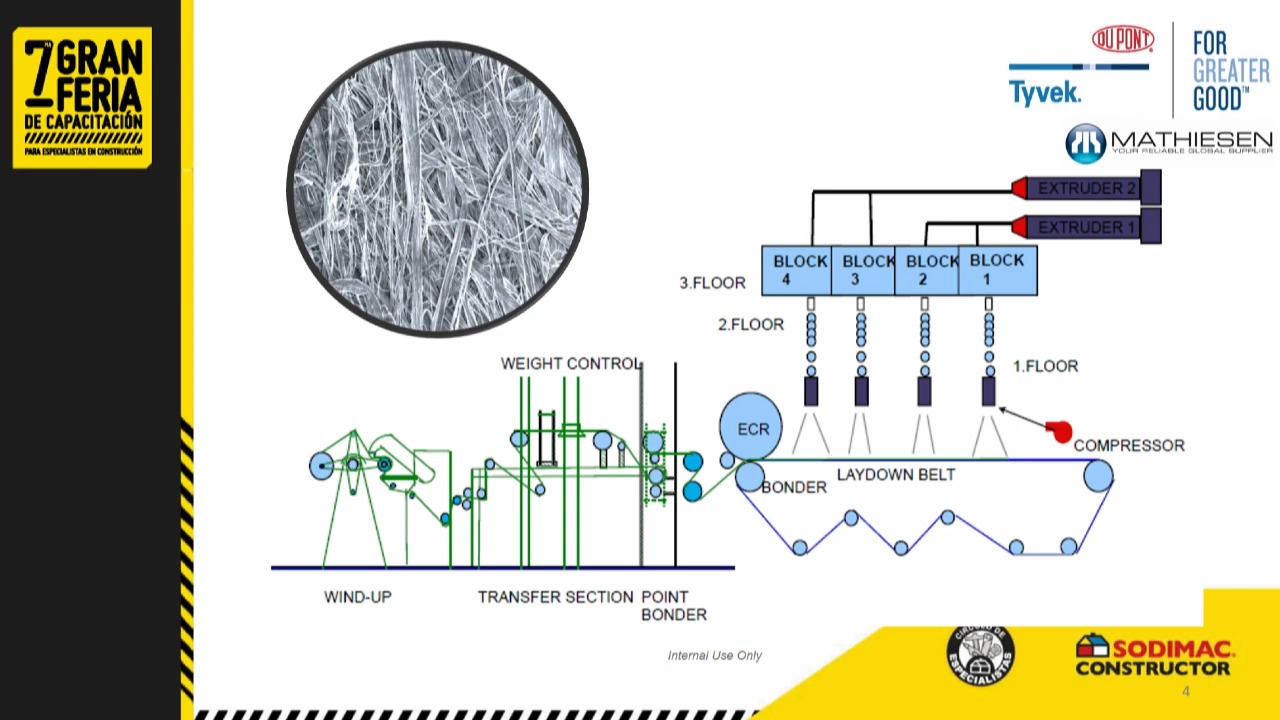 7MA GRAN
FERIA
DE CAPACITACIÓN
PARA ESPECIALISTAS EN CONSTRUCCIÓN
DUPONT
Tyvek.
FOR
GREATER
GOOD™
MATHIESEN
YOUR RELIABLE GLOBAL SUPPLIER
EXTRUDER 2
EXTRUDER 1
BLOCK 4
BLOCK 3
BLOCK 2
BLOCK 1
3.FLOOR
2.FLOOR
1.FLOOR
WEIGHT CONTROL
ECR
COMPRESSOR
LAYDOWN BELT
BONDER
WIND-UP
TRANSFER SECTION
POINT
BONDER
Internal Use Only
CÍRCULO DE
ESPECIALISTAS
SODIMAC®
CONSTRUCTOR
4